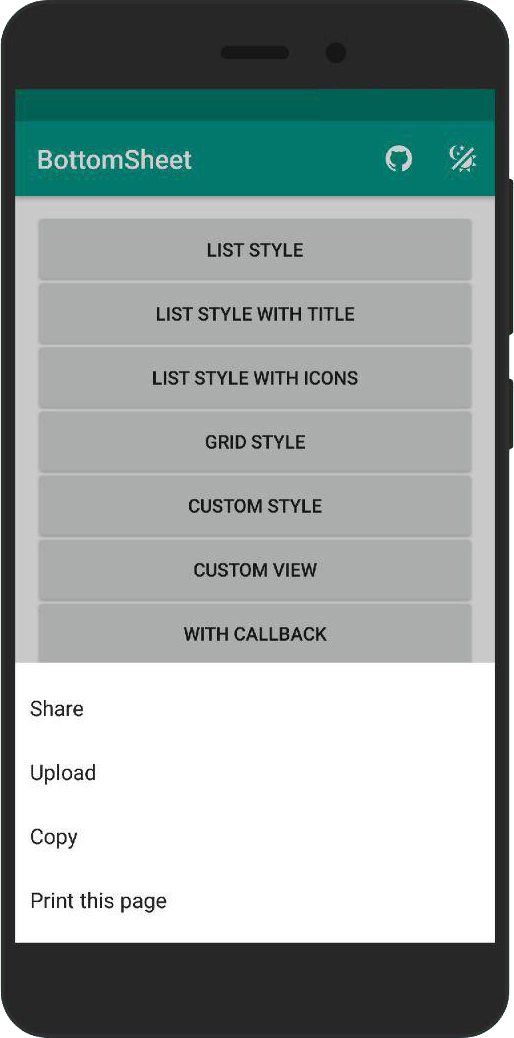 BottomSheet
LIST STYLE
LIST STYLE WITH TITLE
LIST STYLE WITH ICONS
GRID STYLE
CUSTOM STYLE
CUSTOM VIEW
WITH CALLBACK
Share
Upload
Copy
Print this page